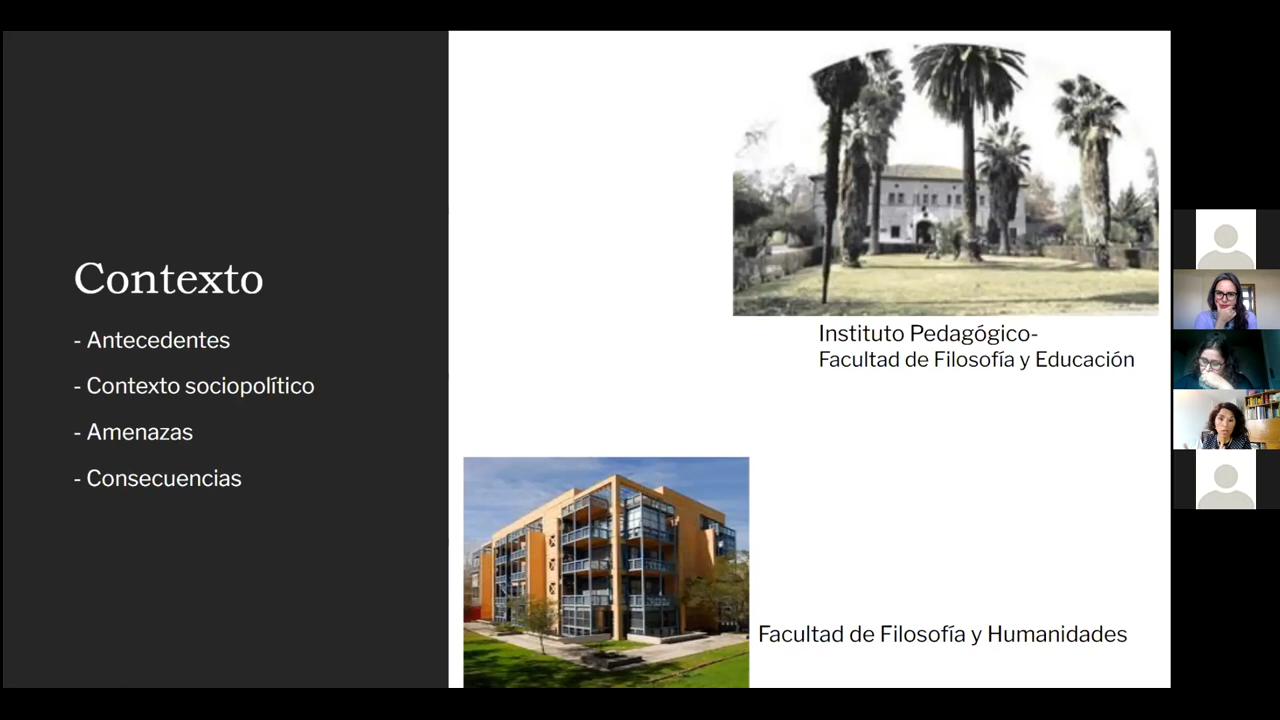 Contexto
- Antecedentes
- Contexto sociopolítico
- Amenazas
- Consecuencias
Instituto Pedagógico-
Facultad de Filosofía y Educación
Facultad de Filosofía y Humanidades